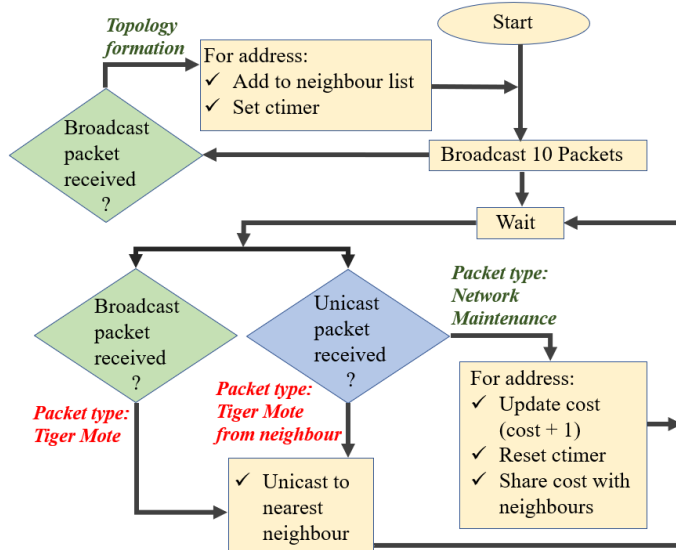 Start
Topology
formation
For address:
✓ Add to neighbour list
✓ Set ctimer
Broadcast
packet
received
?
Broadcast 10 Packets
Wait
Broadcast
packet
received
?
Unicast
packet
received
?
Packet type:
Network
Maintenance
Packet type:
Tiger Mote
Packet type:
Tiger Mote
from neighbour
For address:
✓ Update cost
(cost + 1)
✓ Reset ctimer
✓ Share cost with
neighbours
✓ Unicast to
nearest
neighbour